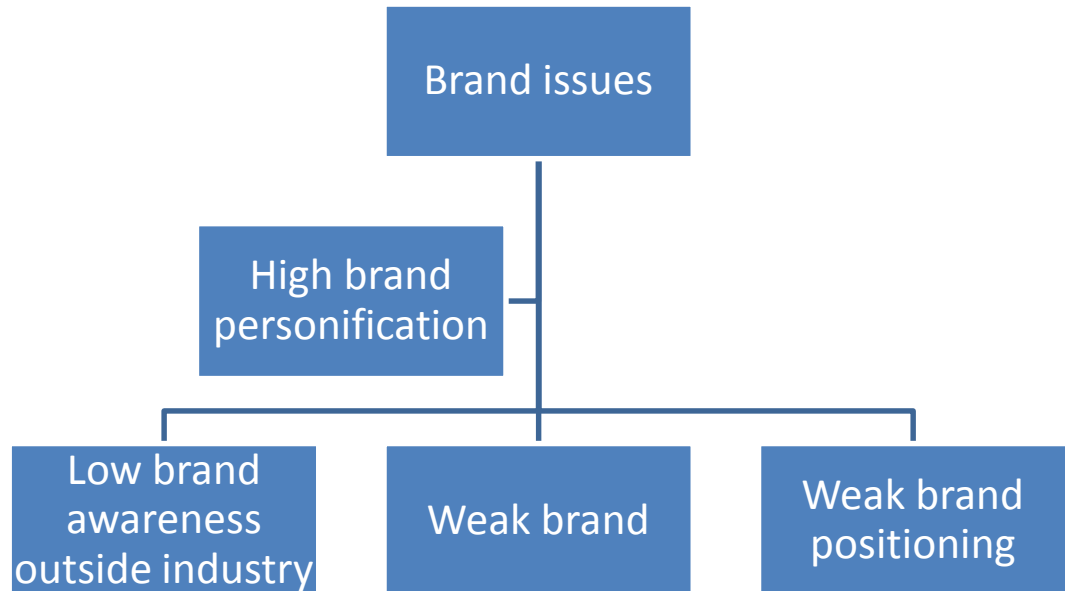 Brand issues
High brand
personification
Low brand
awareness
outside industry
Weak brand
Weak brand
positioning